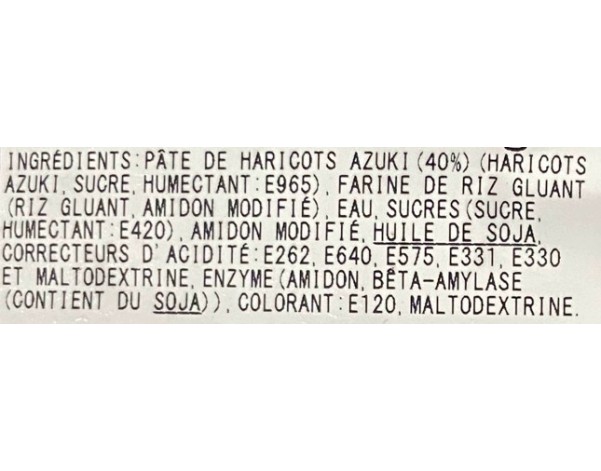 INGRÉDIENTS:PÂTE DE HARICOTS AZUKI (40%) (HARICOTS
AZUKI, SUCRE, HUMECTANT:E965), FARINE DE RIZ GLUANT
(RIZ GLUANT, AMIDON MODIFIÉ), EAU, SUCRES (SUCRE,
HUMECTANT:E420), AMIDON MODIFIÉ, HUILE DE SOJA,
CORRECTEURS D'ACIDITÉ:E262, E640, E575, E331, E330
ET MALTODEXTRINE, ENZYME (AMIDON, BÊTA-AMYLASE
(CONTIENT DU SOJA)), COLORANT:E120, MALTODEXTRINE.